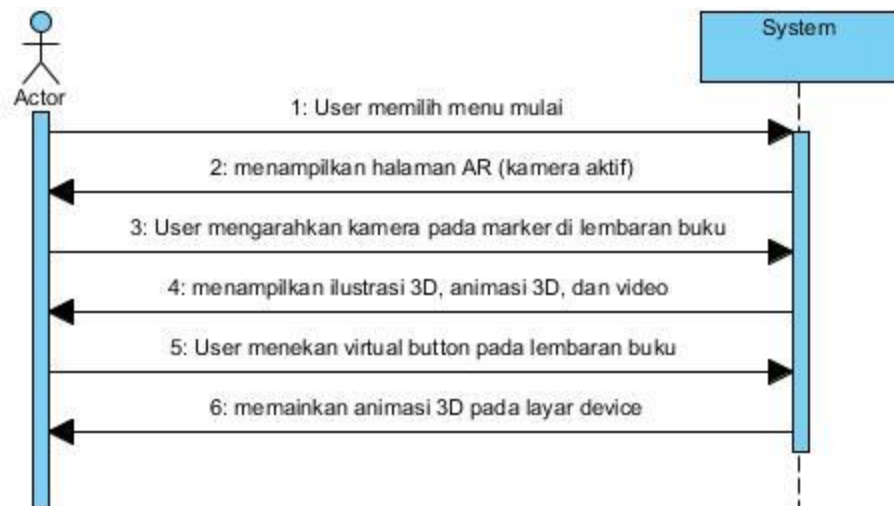 System
Actor
1: User memilih menu mulai
2: menampilkan halaman AR (kamera aktif)
3: User mengarahkan kamera pada marker di lembaran buku
4: menampilkan ilustrasi 3D, animasi 3D, dan video
5: User menekan virtual button pada lembaran buku
6: memainkan animasi 3D pada layar device